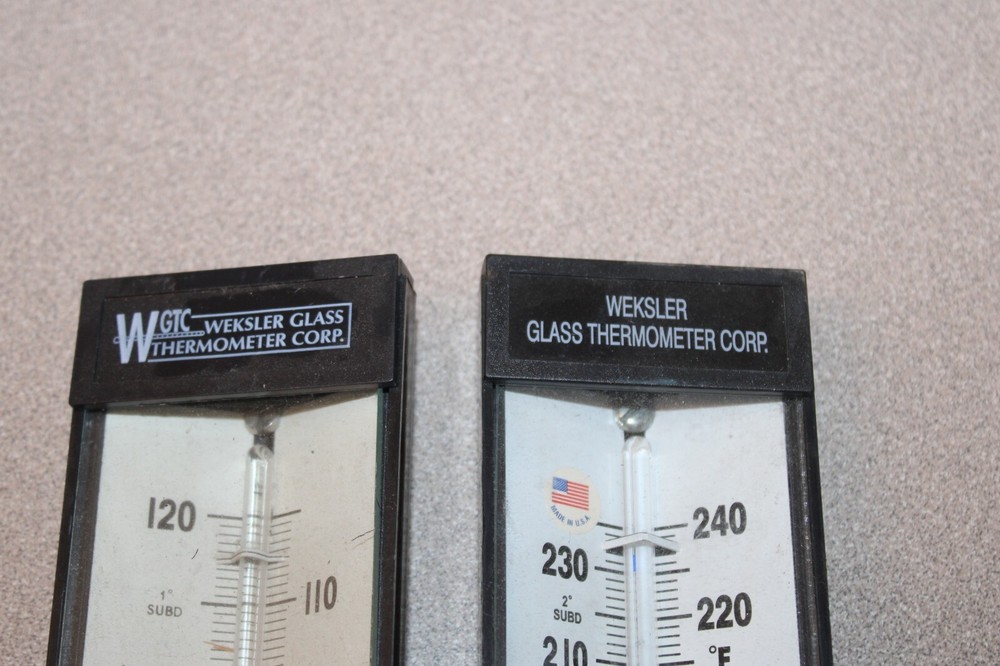 WGTC WEKSLER GLASS
THERMOMETER CORP.
120
1°
SUBD
110
WEKSLER
GLASS THERMOMETER CORP.
MADE IN U.S.A.
240
230
2°
SUBD
220
210
°F